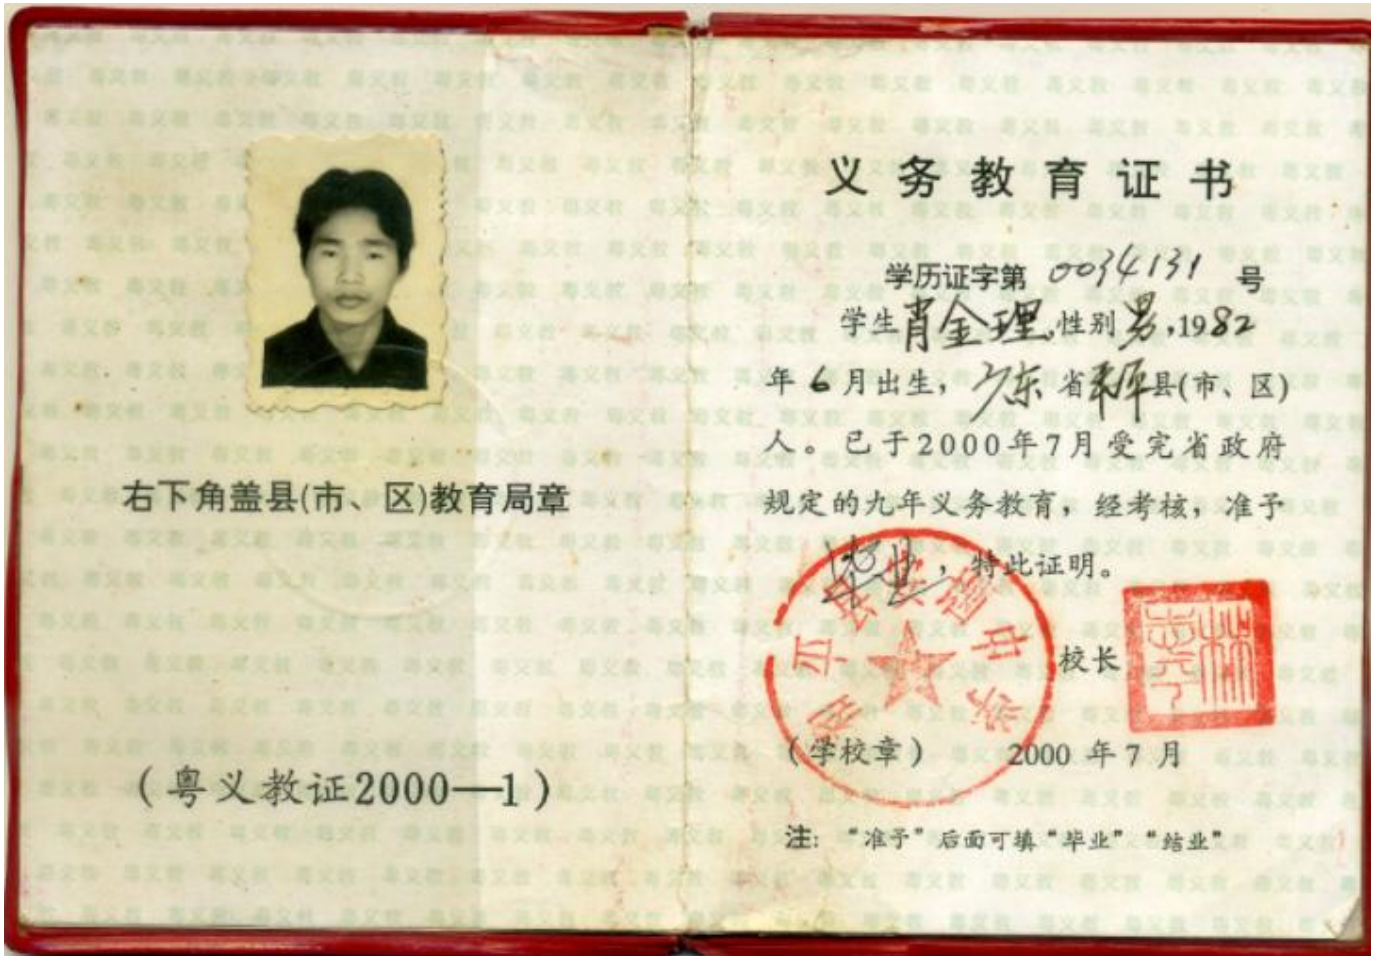 右下角盖县(市、区)教育局章
(粤义教证2000—1)
义务教育证书
学历证字第 0034131 号
学生肖金理,性别男,1982
年6月出生,广东省 县(市、区)
人。已于2000年7月受完省政府
规定的九年义务教育,经考核,准予
毕业,特此证明。
校长
(学校章) 2000年7月
注:“准予”后面可填“毕业”“结业”